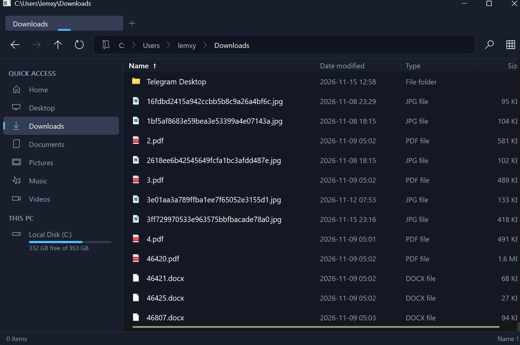 C:\Users\lemxy\Downloads
Downloads
C: Users lemxy Downloads
QUICK ACCESS
Home
Desktop
Downloads
Documents
Pictures
Music
Videos
THIS PC
Local Disk (C:)
332 GB free of 953 GB
Name ↑ Date modified Type Siz
Telegram Desktop 2026-11-15 12:58 File folder
16fdbd2415a942ccbb5b8c9a26a4bf6c.jpg 2026-11-08 23:29 JPG file 95 KI
1bf5af8683e59bea3e53399a4e07143a.jpg 2026-11-08 18:15 JPG file 104 KI
2.pdf 2026-11-09 05:02 PDF file 581 KI
2618ee6b42545649fcfa1bc3afdd487e.jpg 2026-11-08 18:15 JPG file 102 KI
3.pdf 2026-11-09 05:02 PDF file 489 KI
3e01aa3a789ffba1ee7f65052e3155d1.jpg 2026-11-12 07:53 JPG file 133 KI
3ff729970533e963575bbfbacade78a0.jpg 2026-11-15 23:16 JPG file 418 KI
4.pdf 2026-11-09 05:01 PDF file 491 KI
46420.pdf 2026-11-09 05:02 PDF file 1.6 MI
46421.docx 2026-11-09 05:02 DOCX file 68 KI
46425.docx 2026-11-09 05:02 DOCX file 27 KI
46807.docx 2026-11-09 05:03 DOCX file 94 KI
0 items Name